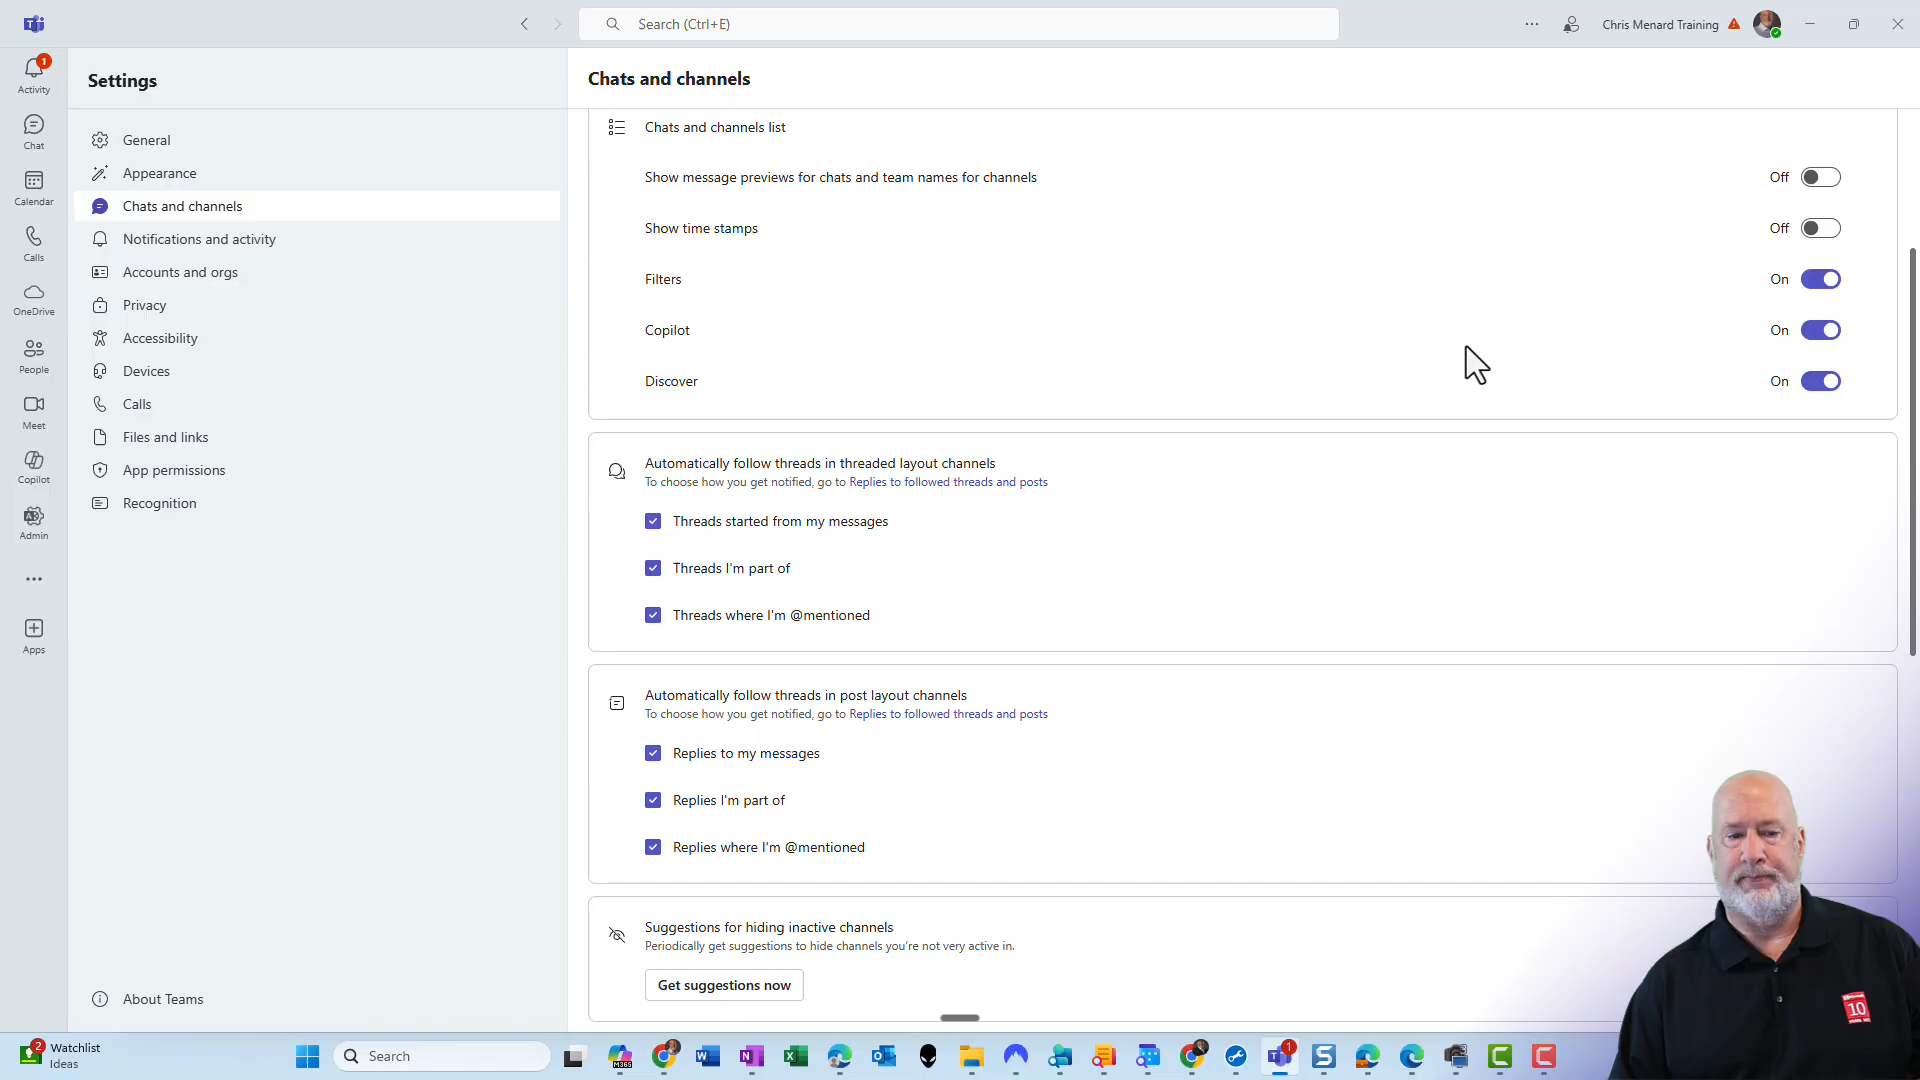 Search (Ctrl+E)
Chris Menard Training
1
Activity
Chat
Calendar
Calls
OneDrive
People
Meet
Copilot
Admin
Apps
Settings
General
Appearance
Chats and channels
Notifications and activity
Accounts and orgs
Privacy
Accessibility
Devices
Calls
Files and links
App permissions
Recognition
About Teams
Chats and channels
Chats and channels list
Show message previews for chats and team names for channels Off
Show time stamps Off
Filters On
Copilot On
Discover On
Automatically follow threads in threaded layout channels
To choose how you get notified, go to Replies to followed threads and posts
Threads started from my messages
Threads I'm part of
Threads where I'm @mentioned
Automatically follow threads in post layout channels
To choose how you get notified, go to Replies to followed threads and posts
Replies to my messages
Replies I'm part of
Replies where I'm @mentioned
Suggestions for hiding inactive channels
Periodically get suggestions to hide channels you're not very active in.
Get suggestions now
10
2
Watchlist
Ideas
Search
M365
1